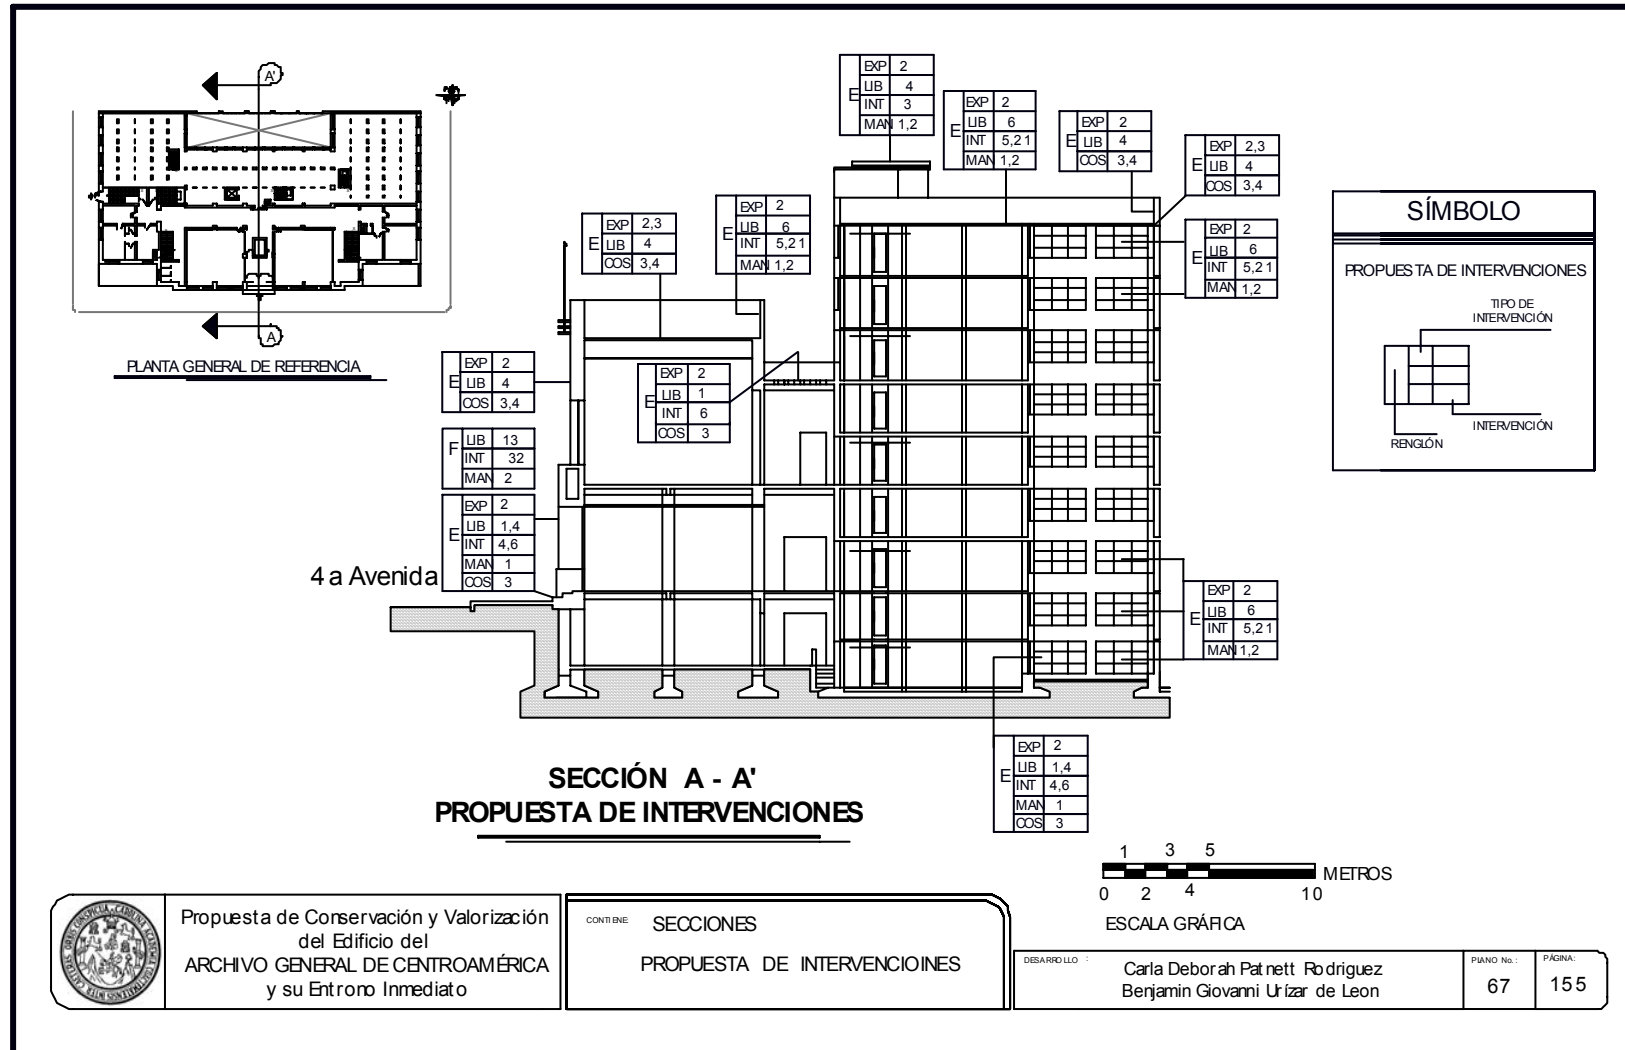 A'
A
PLANTA GENERAL DE REFERENCIA
E
EXP 2
LIB 4
INT 3
MAN 1,2
E
EXP 2
LIB 6
INT 5,21
MAN 1,2
E
EXP 2
LIB 4
COS 3,4
E
EXP 2,3
LIB 4
COS 3,4
E
EXP 2
LIB 6
INT 5,21
MAN 1,2
E
EXP 2,3
LIB 4
COS 3,4
E
EXP 2
LIB 6
INT 5,21
MAN 1,2
E
EXP 2
LIB 4
COS 3,4
E
EXP 2
LIB 1
INT 6
COS 3
F
LIB 13
INT 32
MAN 2
E
EXP 2
LIB 1,4
INT 4,6
MAN 1
COS 3
4 a Avenida
E
EXP 2
LIB 6
INT 5,21
MAN 1,2
E
EXP 2
LIB 1,4
INT 4,6
MAN 1
COS 3
SÍMBOLO
PROPUESTA DE INTERVENCIONES
TIPO DE
INTERVENCIÓN
INTERVENCIÓN
RENGLÓN
SECCIÓN A - A'
PROPUESTA DE INTERVENCIONES
1 3 5
METROS
0 2 4 10
ESCALA GRÁFICA
Propuesta de Conservación y Valorización
del Edificio del
ARCHIVO GENERAL DE CENTROAMÉRICA
y su Entrono Inmediato
CONTIENE: SECCIONES
PROPUESTA DE INTERVENCIOINES
DESARROLLO :
Carla Deborah Patnett Rodriguez
Benjamin Giovanni Urízar de Leon
PLANO No.:
67
PÁGINA:
155